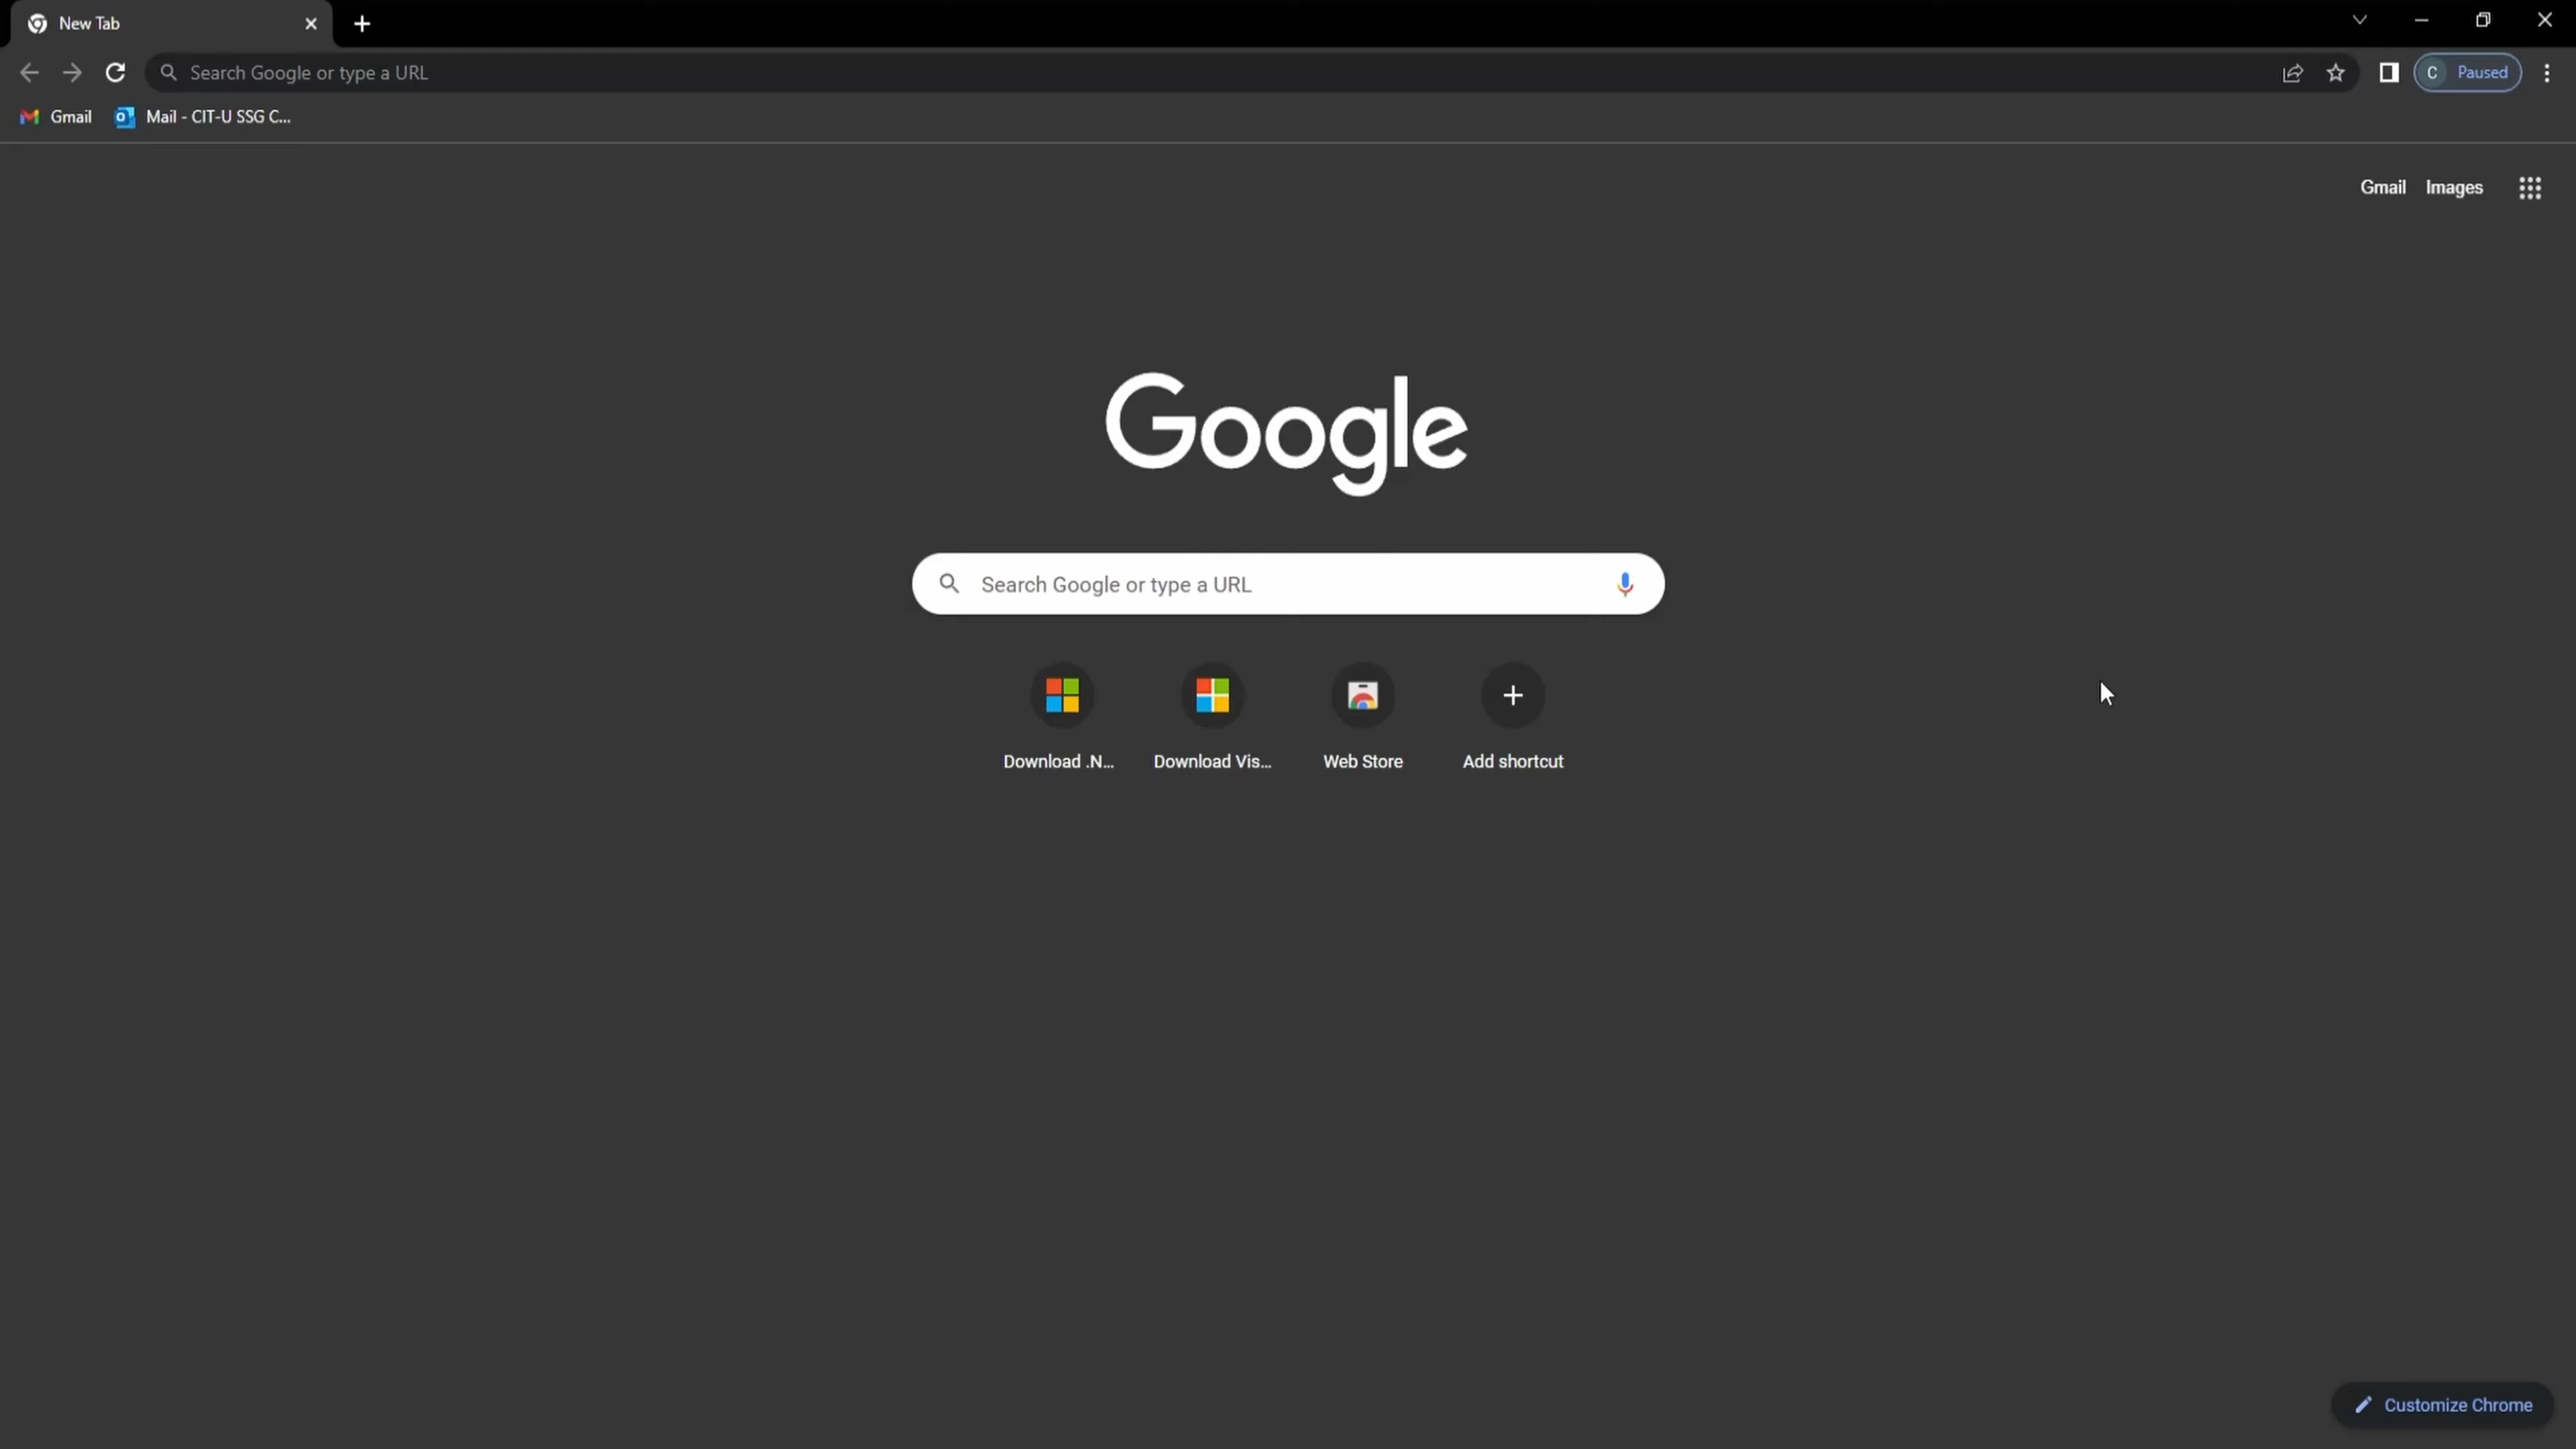 New Tab
Search Google or type a URL
C Paused
Gmail Mail - CIT-U SSG C...
Gmail Images
Google
Search Google or type a URL
Download .N... Download Vis... Web Store Add shortcut
Customize Chrome